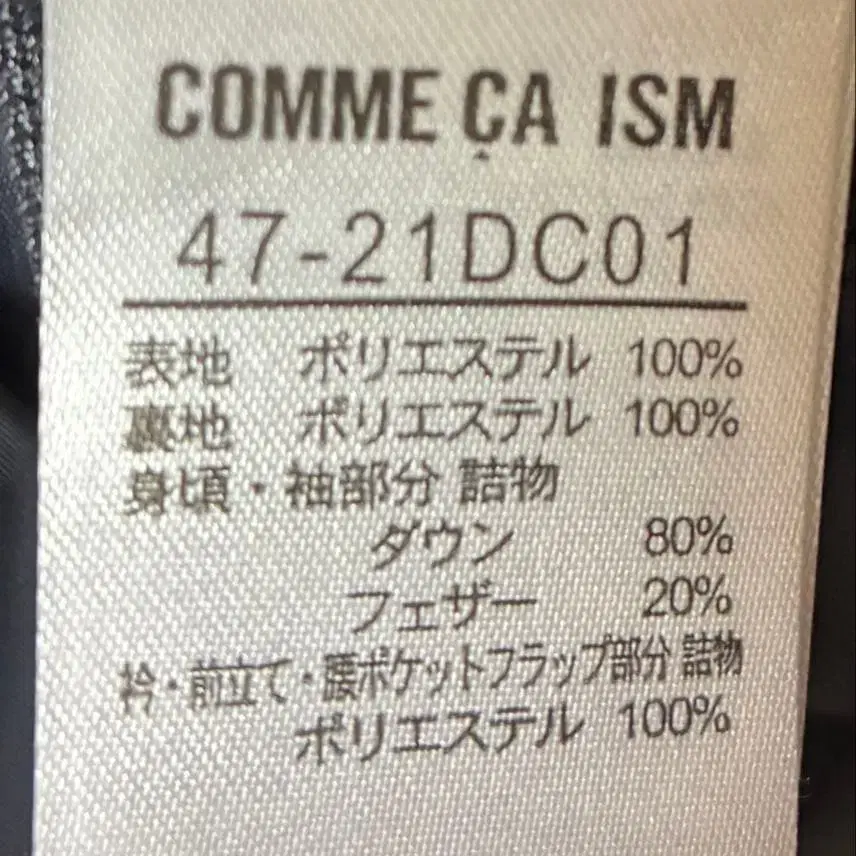 COMME ÇA ISM
47-21DC01
表地 ポリエステル 100%
裏地 ポリエステル 100%
身頃・袖部分 詰物
ダウン 80%
フェザー 20%
衿・前立て・腰ポケットフラップ部分 詰物
ポリエステル 100%